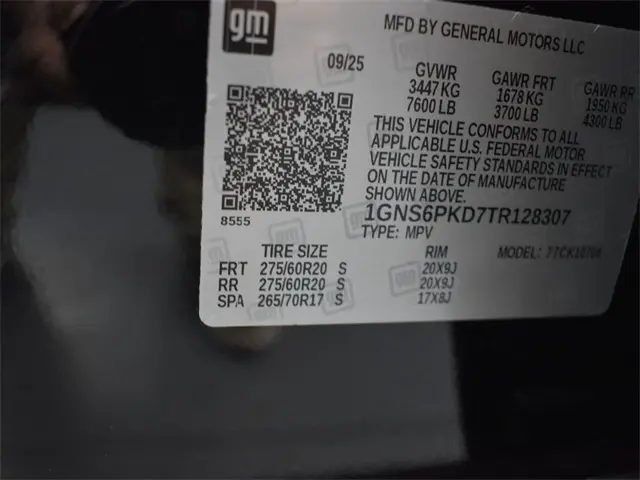 gm
MFD BY GENERAL MOTORS LLC
09/25
GVWR GAWR FRT GAWR RR
3447 KG 1678 KG 1950 KG
7600 LB 3700 LB 4300 LB
THIS VEHICLE CONFORMS TO ALL
APPLICABLE U.S. FEDERAL MOTOR
VEHICLE SAFETY STANDARDS IN EFFECT
ON THE DATE OF MANUFACTURE
SHOWN ABOVE.
8555
1GNS6PKD7TR128307
TYPE: MPV
TIRE SIZE RIM MODEL:
FRT 275/60R20 S 20X9J
RR 275/60R20 S 20X9J
SPA 265/70R17 S 17X8J